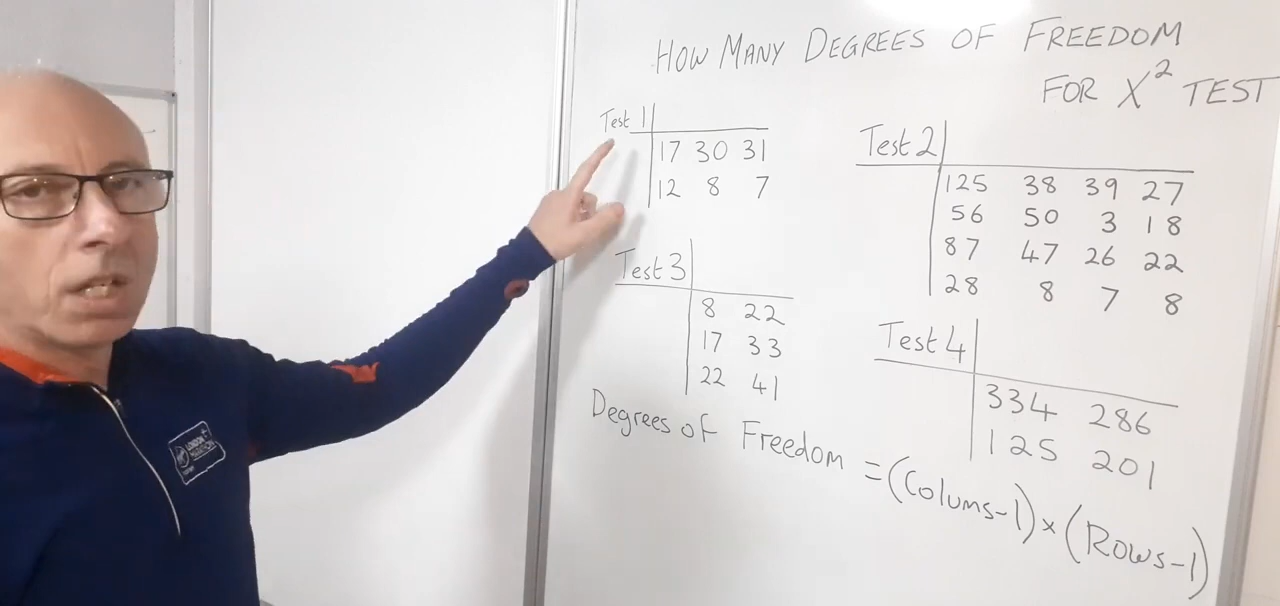 HOW MANY DEGREES OF FREEDOM
FOR X² TEST
Test 1
17 30 31
12 8 7
Test 2
125 38 39 27
56 50 3 18
87 47 26 22
28 8 7 8
Test 3
8 22
17 33
22 41
Test 4
334 286
125 201
Degrees of Freedom = (Colums-1) × (Rows-1)
LONDON
MARATHON